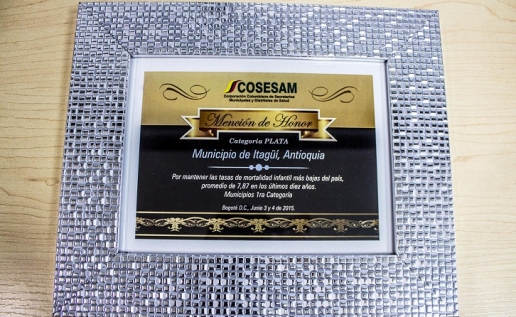 COSESAM
Corporación Colombiana de Secretarios
Municipales y Distritales de Salud
Mención de Honor
Categoría PLATA
Municipio de Itagüí, Antioquia
Por mantener las tasas de mortalidad infantil más bajas del país,
promedio de 7,87 en los últimos diez años.
Municipios 1ra Categoría
Bogotá D.C., Junio 3 y 4 de 2015.